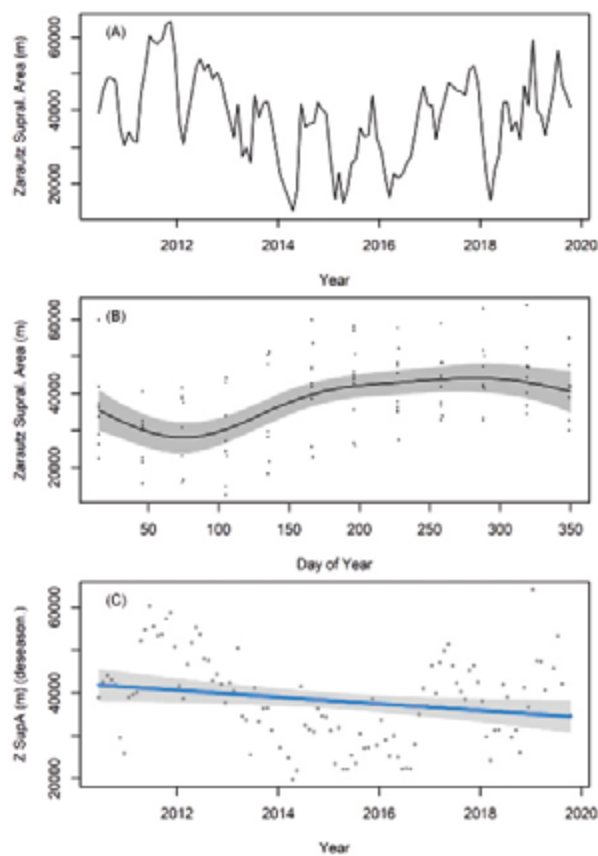 (A)
Zarautz Supral. Area (m)
60000
40000
20000
2012
2014
2016
2018
2020
Year
(B)
Zarautz Supral. Area (m)
60000
40000
20000
50
100
150
200
250
300
350
Day of Year
(C)
Z SupA (m) (deseason.)
60000
40000
20000
2012
2014
2016
2018
2020
Year